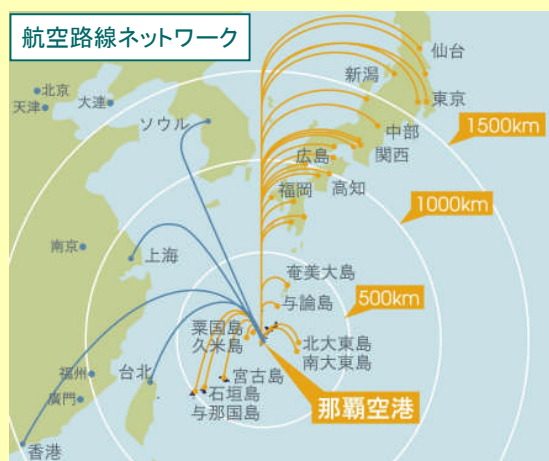 航空路線ネットワーク
仙台
新潟
北京
天津
大連
東京
ソウル
中部
1500km
関西
広島
高知
福岡
1000km
南京
上海
奄美大島
与論島
500km
粟国島
久米島
北大東島
南大東島
福州
台北
宮古島
石垣島
与那国島
那覇空港
廣門
香港